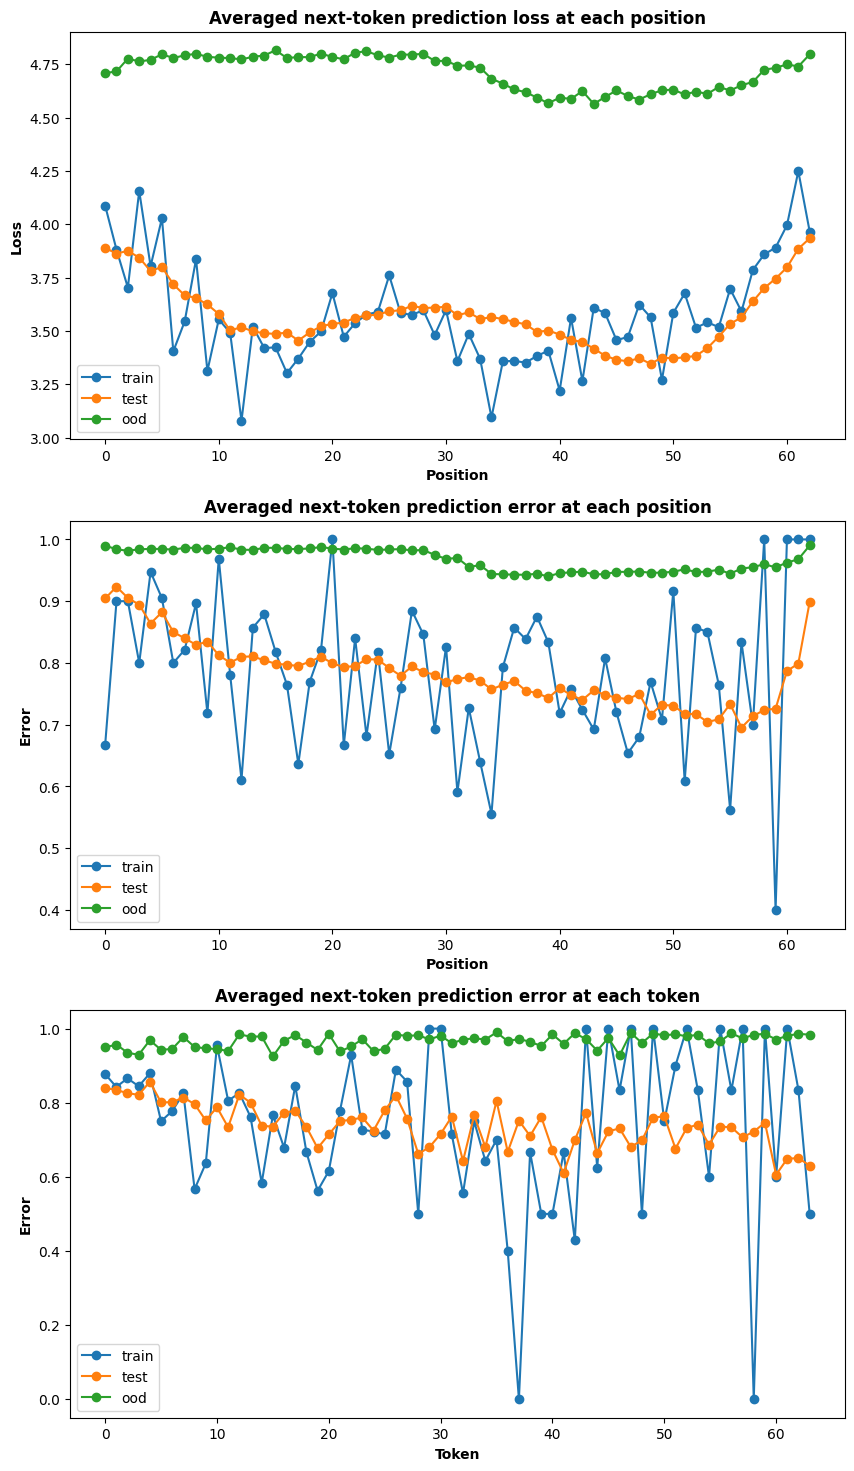 Averaged next-token prediction loss at each position
4.75
4.50
4.25
4.00
3.75
3.50
3.25
3.00
Loss
train
test
ood
0 10 20 30 40 50 60
Position
Averaged next-token prediction error at each position
1.0
0.9
0.8
0.7
0.6
0.5
0.4
Error
train
test
ood
0 10 20 30 40 50 60
Position
Averaged next-token prediction error at each token
1.0
0.8
0.6
0.4
0.2
0.0
Error
train
test
ood
0 10 20 30 40 50 60
Token